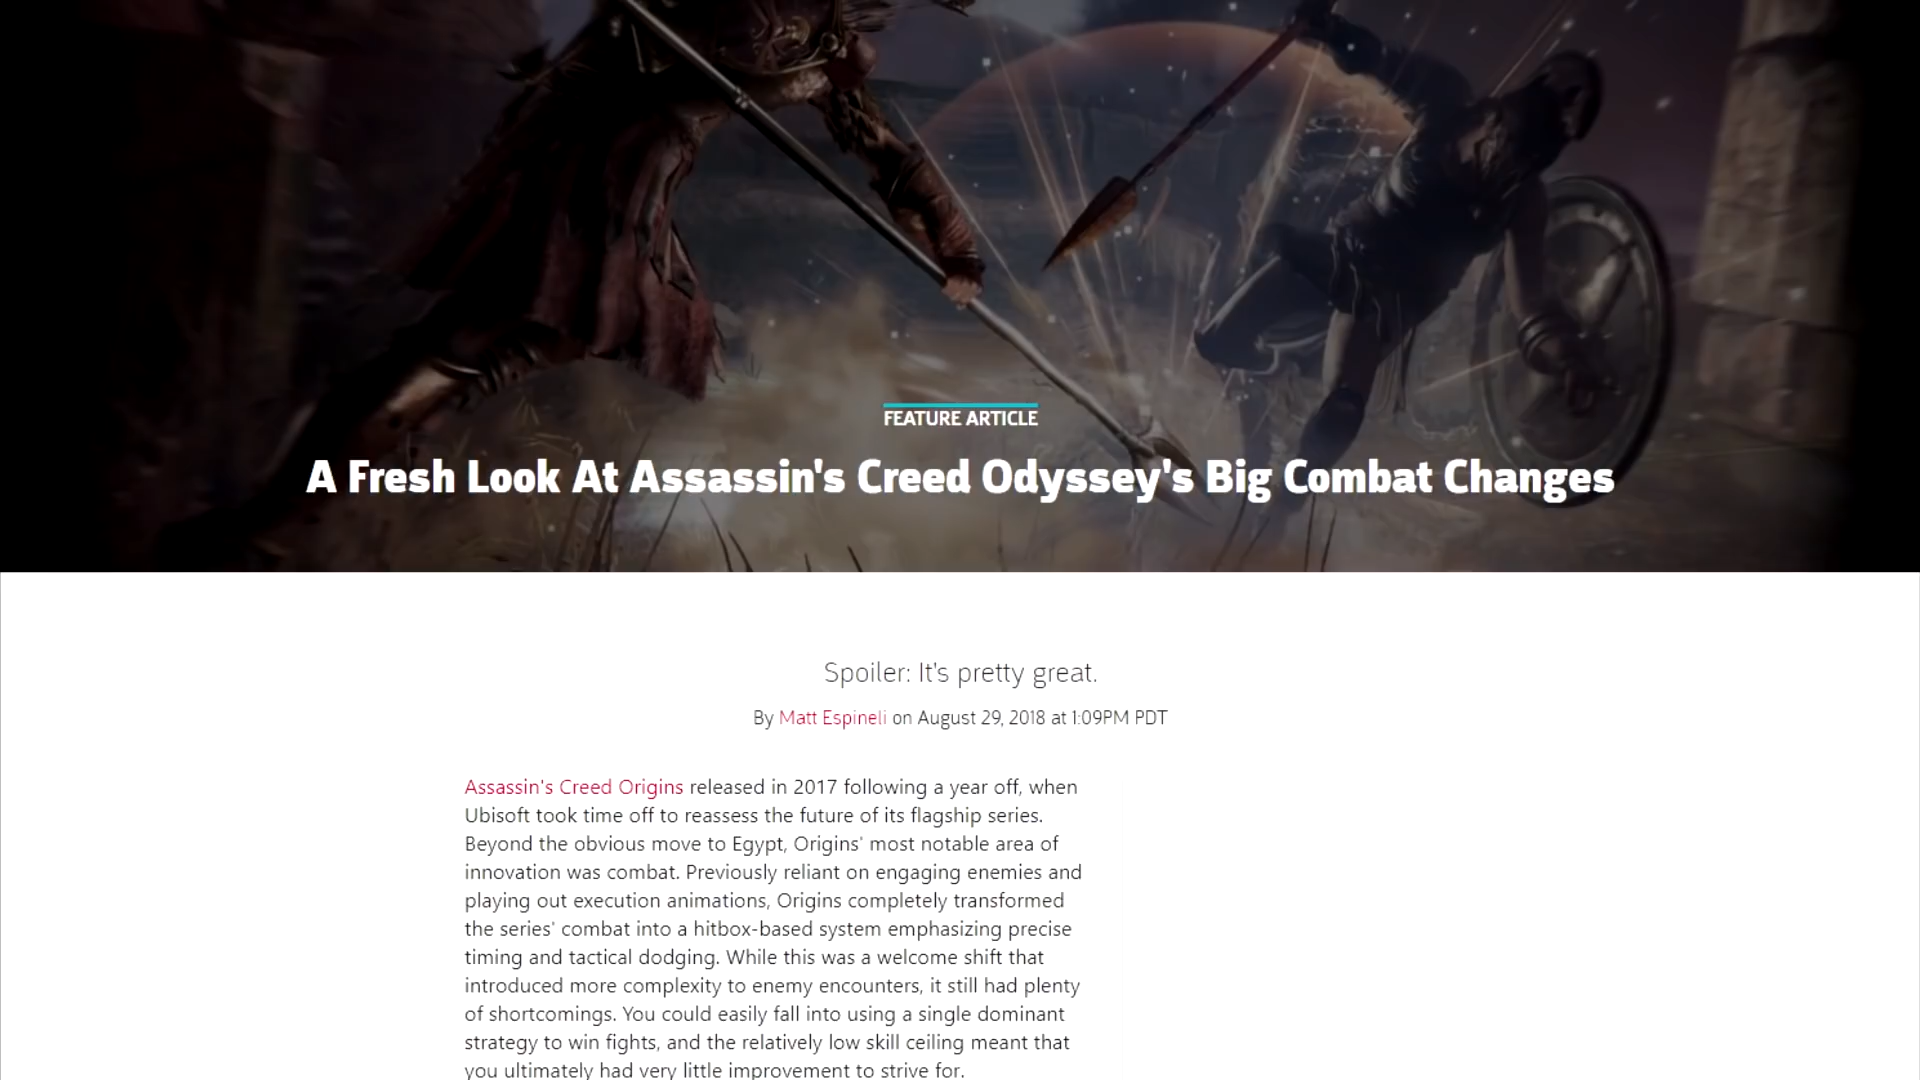 FEATURE ARTICLE
A Fresh Look At Assassin's Creed Odyssey's Big Combat Changes
Spoiler: It's pretty great.
By Matt Espineli on August 29, 2018 at 1:09PM PDT
Assassin's Creed Origins released in 2017 following a year off, when
Ubisoft took time off to reassess the future of its flagship series.
Beyond the obvious move to Egypt, Origins' most notable area of
innovation was combat. Previously reliant on engaging enemies and
playing out execution animations, Origins completely transformed
the series' combat into a hitbox-based system emphasizing precise
timing and tactical dodging. While this was a welcome shift that
introduced more complexity to enemy encounters, it still had plenty
of shortcomings. You could easily fall into using a single dominant
strategy to win fights, and the relatively low skill ceiling meant that
you ultimately had very little improvement to strive for.